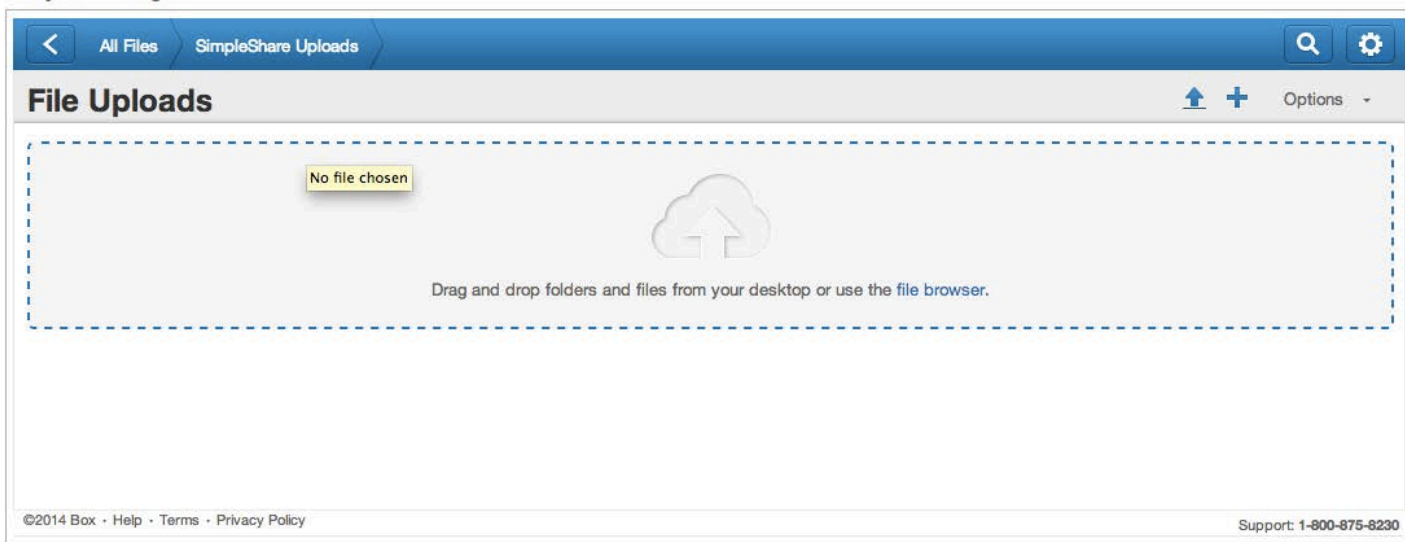 All Files SimpleShare Uploads
File Uploads
Options
No file chosen
Drag and drop folders and files from your desktop or use the file browser.
©2014 Box · Help · Terms · Privacy Policy
Support: 1-800-875-8230